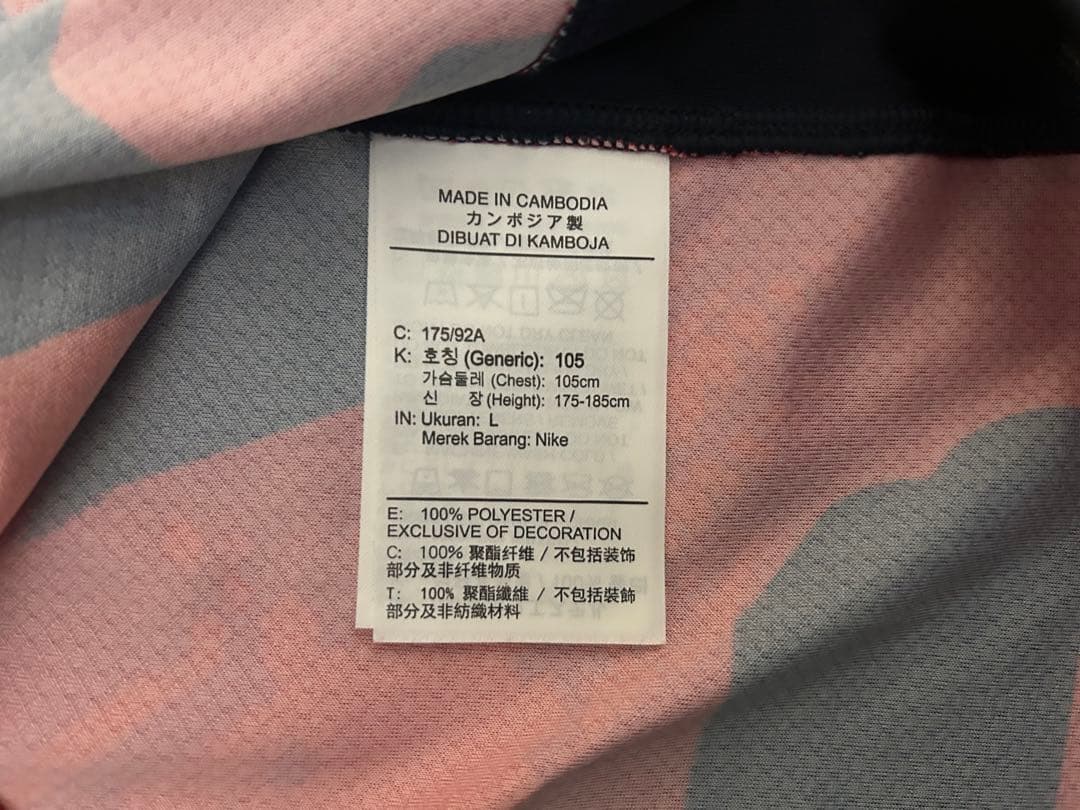 MADE IN CAMBODIA
カンボジア製
DIBUAT DI KAMBOJA
C: 175/92A
K: 호칭 (Generic): 105
가슴둘레 (Chest): 105cm
신 장 (Height): 175-185cm
IN: Ukuran: L
Merek Barang: Nike
E: 100% POLYESTER /
EXCLUSIVE OF DECORATION
C: 100% 聚酯纤维 / 不包括装饰
部分及非纤维物质
T: 100% 聚酯纖維 / 不包括裝飾
部分及非紡織材料